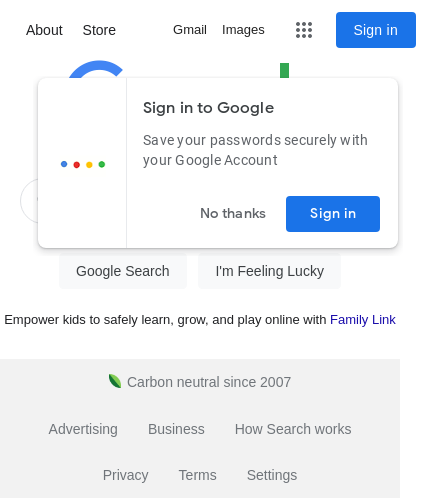 About Store Gmail Images Sign in
Sign in to Google
Save your passwords securely with
your Google Account
No thanks Sign in
Google Search I'm Feeling Lucky
Empower kids to safely learn, grow, and play online with Family Link
Carbon neutral since 2007
Advertising Business How Search works
Privacy Terms Settings